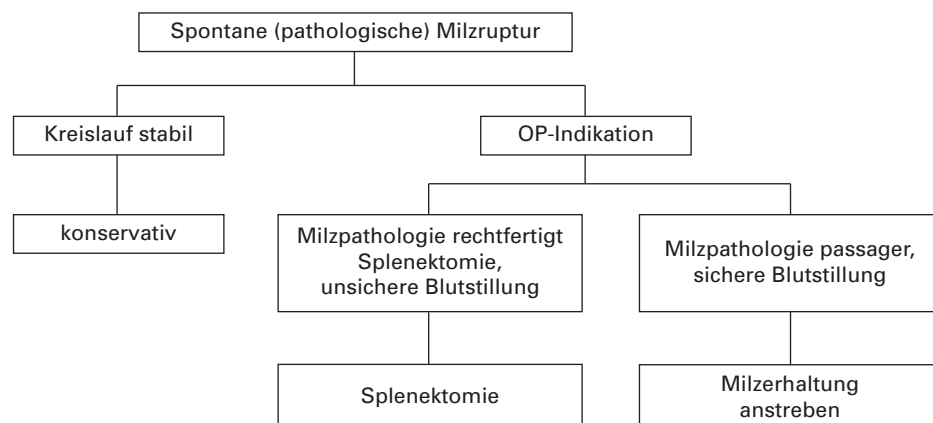 Spontane (pathologische) Milzruptur
Kreislauf stabil
OP-Indikation
konservativ
Milzpathologie rechtfertigt
Splenektomie,
unsichere Blutstillung
Milzpathologie passager,
sichere Blutstillung
Splenektomie
Milzerhaltung
anstreben